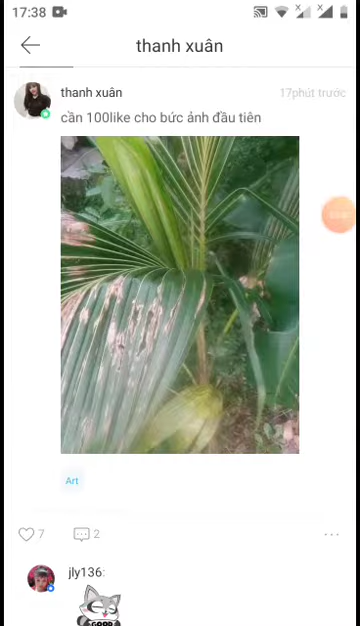 17:38
thanh xuân
thanh xuân
17phút trước
cần 100like cho bức ảnh đầu tiên
Art
7
2
jly136:
GOOD